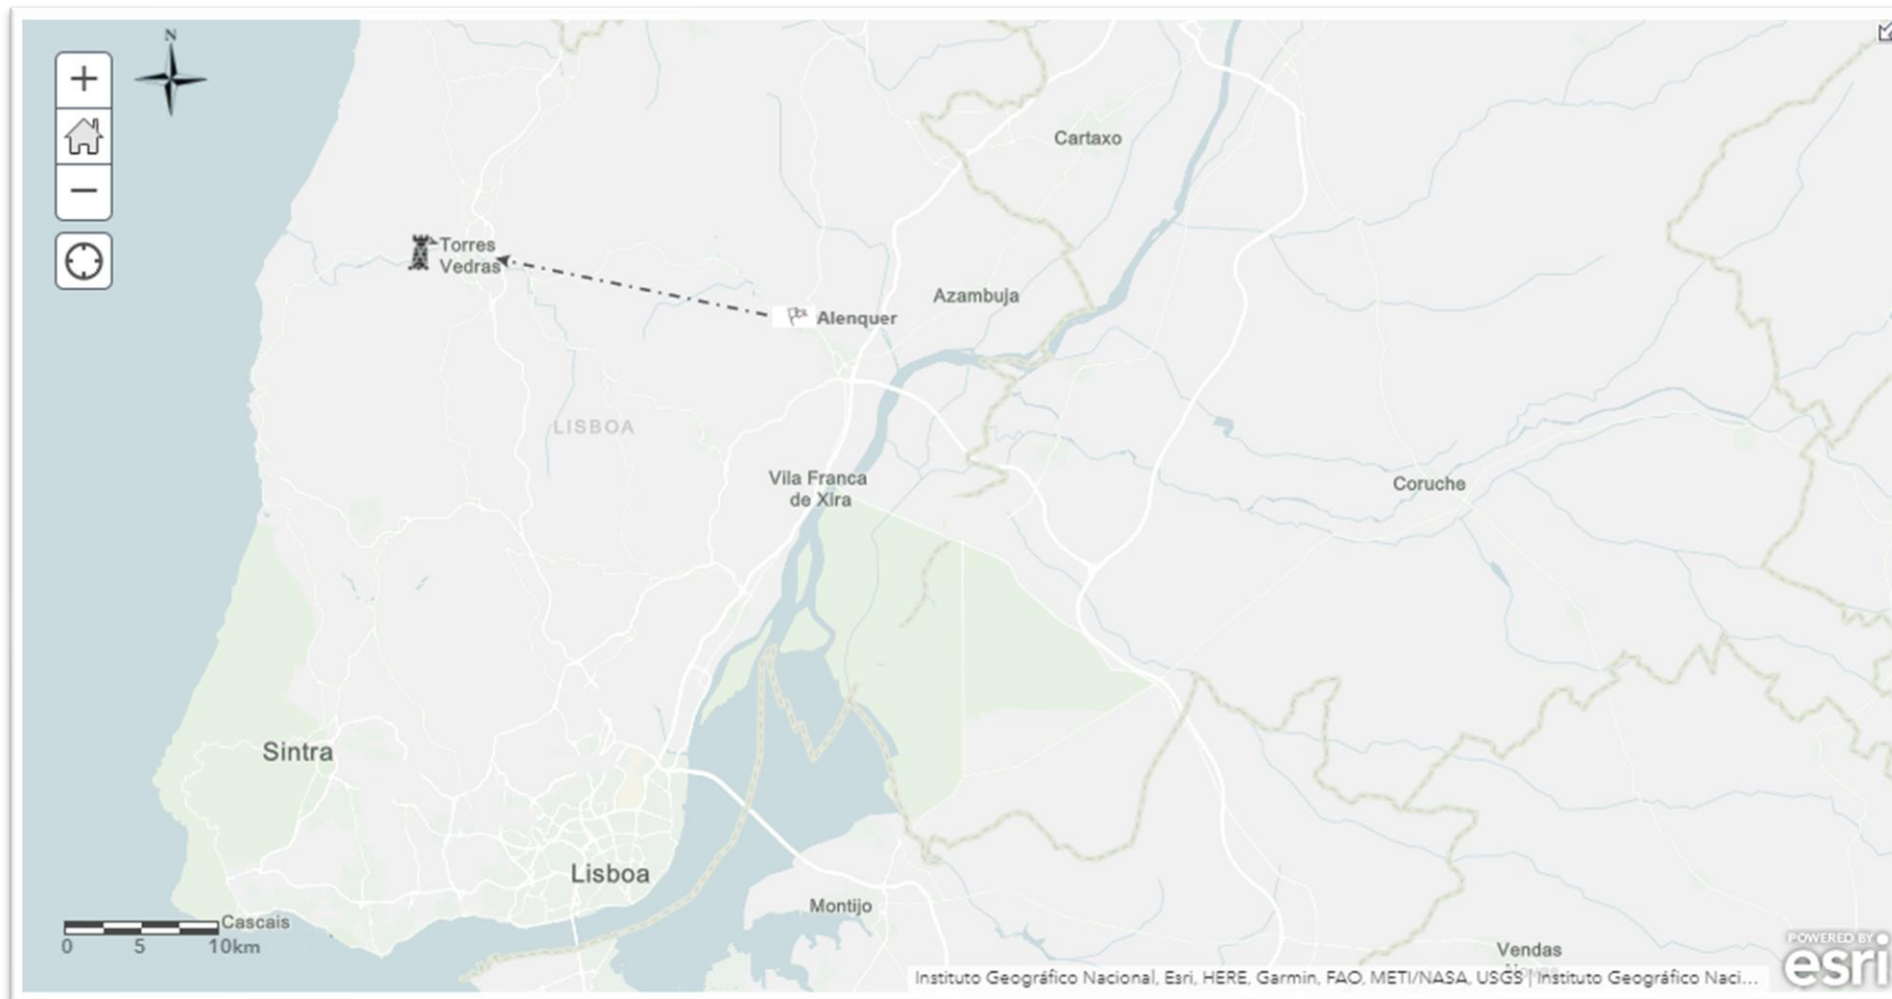 N
+
Cartaxo
Torres
Vedras
Azambuja
Alenquer
LISBOA
Vila Franca
de Xira
Coruche
−
Sintra
Lisboa
Montijo
Cascais
0 5 10km
Vendas
Novas
POWERED BY
esri
Instituto Geográfico Nacional, Esri, HERE, Garmin, FAO, METI/NASA, USGS | Instituto Geográfico Naci...